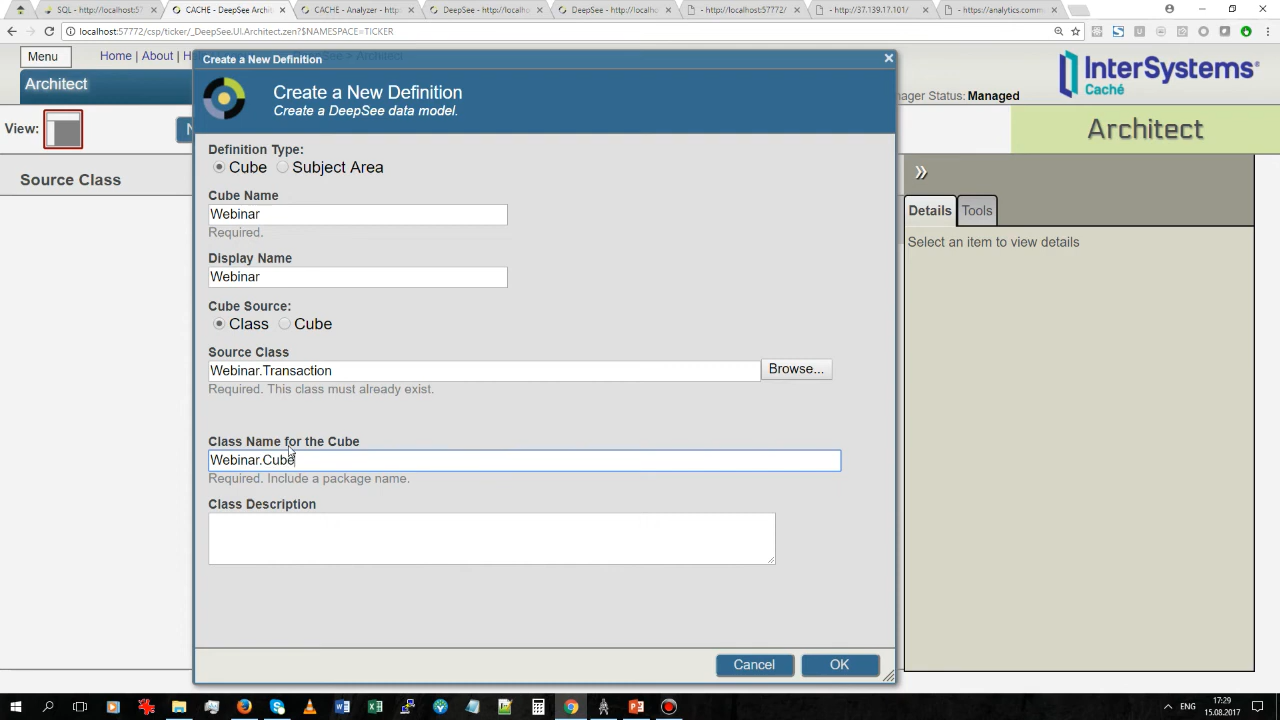 SQL - http://localhost:57
CACHE - DeepSee Archit
CACHE - Analyzer - http:
DeepSee - http://localhos
DeepSee - http://localhos
http://localhost:57772/
http://37.139.17.101/
https://analytics.comm
localhost:57772/csp/ticker/_DeepSee.UI.Architect.zen?$NAMESPACE=TICKER
Menu
Home | About |
Architect
View:
Source Class
Create a New Definition
Create a New Definition
Create a DeepSee data model.
Definition Type:
Cube Subject Area
Cube Name
Webinar
Required.
Display Name
Webinar
Cube Source:
Class Cube
Source Class
Webinar.Transaction Browse...
Required. This class must already exist.
Class Name for the Cube
Webinar.Cube
Required. Include a package name.
Class Description
Cancel OK
InterSystems
Caché
ager Status: Managed
Architect
»
Details Tools
Select an item to view details
ENG
17:29
15.08.2017